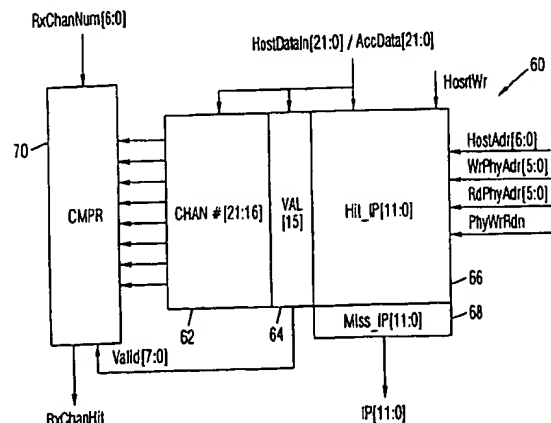 RxChanNum[6:0]
HostDataIn[21:0] / AccData[21:0]
60
HosrtWr
70
HostAdr[6:0]
WrPhyAdr[5:0]
RdPhyAdr[5:0]
PhyWrRdn
CMPR
CHAN # [21:16]
VAL
[15]
Hit_IP[11:0]
66
Miss_IP[11:0]
68
62
64
Valid[7:0]
RxChanHit
IP[11:0]